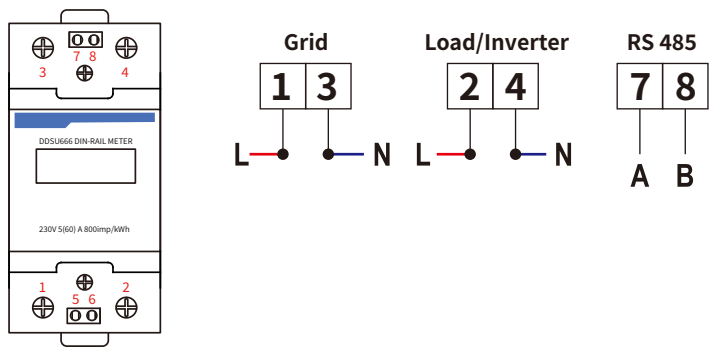 7 8
3 4
DDSU666 DIN-RAIL METER
230V 5(60) A 800imp/kWh
1 2
5 6
Grid
1 3
L N
Load/Inverter
2 4
L N
RS 485
7 8
A B